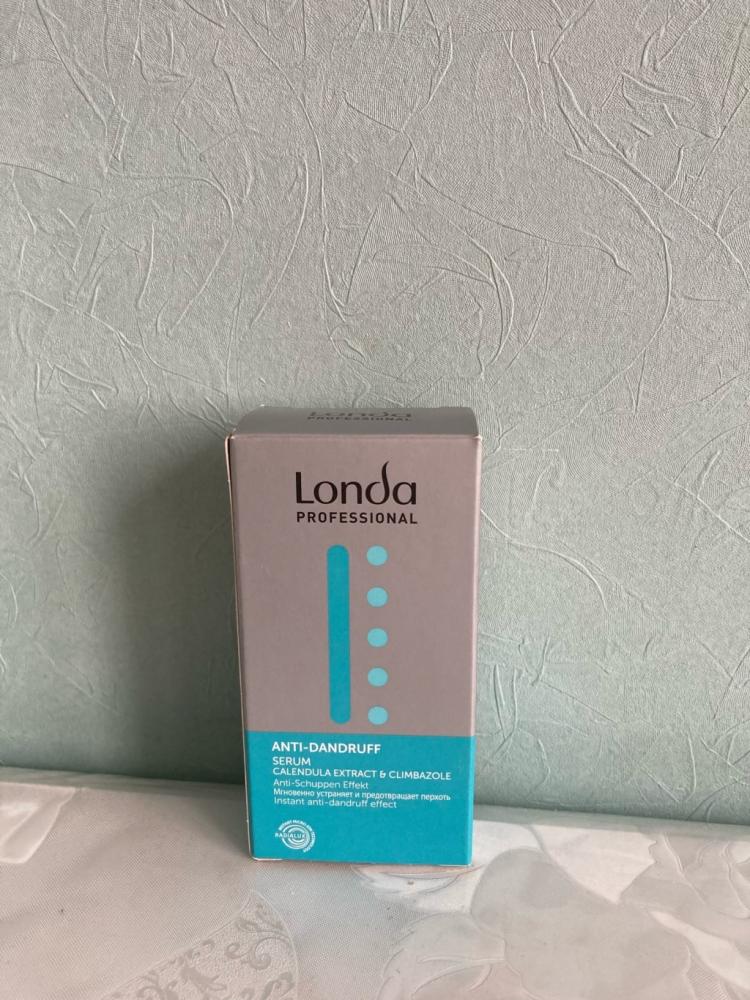 Londa
PROFESSIONAL
Londa
PROFESSIONAL
ANTI-DANDRUFF
SERUM
CALENDULA EXTRACT & CLIMBAZOLE
Anti-Schuppen Effekt
Мгновенно устраняет и предотвращает перхоть
Instant anti-dandruff effect
RADIALUX